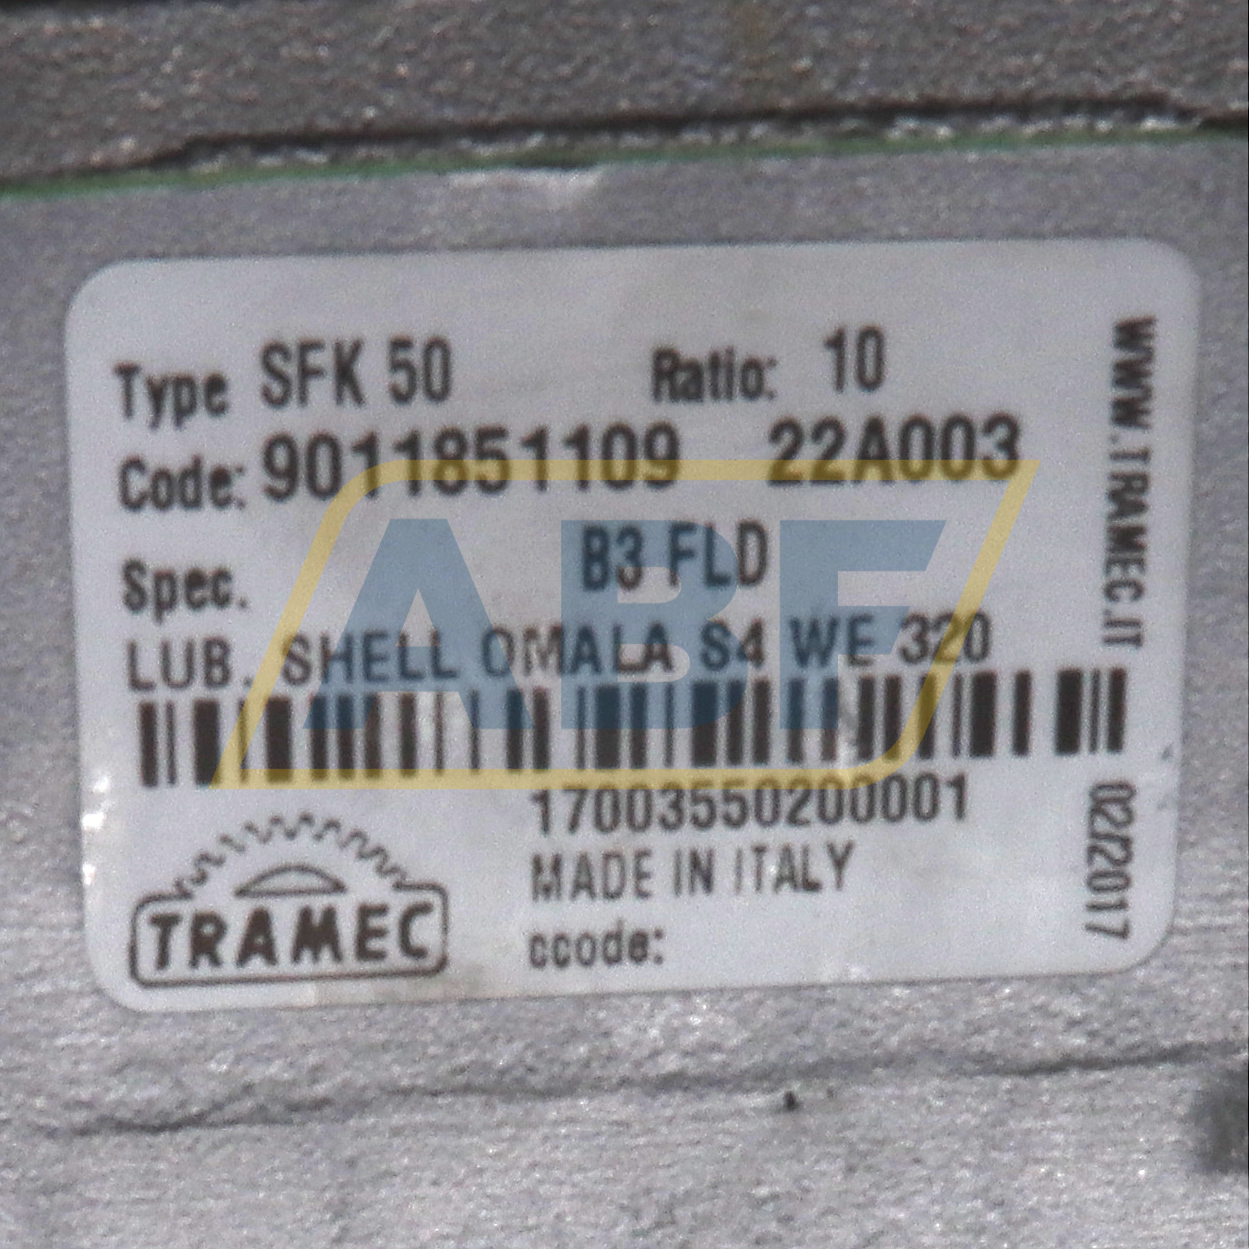 Type SFK 50 Ratio: 10
Code: 9011851109 22A003
Spec. B3 FLD
LUB. SHELL OMALA S4 WE 320
17003550200001
MADE IN ITALY
ccode:
TRAMEC
WWW.TRAMEC.IT
02/2017
ABF